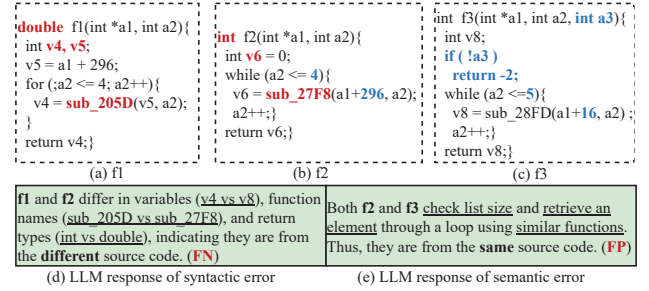 double f1(int *a1, int a2){
int v4, v5;
v5 = a1 + 296;
for (;a2 <= 4; a2++){
v4 = sub_205D(v5, a2);
}
return v4;}
(a) f1
int f2(int *a1, int a2){
int v6 = 0;
while (a2 <= 4){
v6 = sub_27F8(a1+296, a2);
a2++;}
return v6;}
(b) f2
int f3(int *a1, int a2, int a3){
int v8;
if ( !a3 )
return -2;
while (a2 <=5){
v8 = sub_28FD(a1+16, a2) ;
a2++;}
return v8;}
(c) f3
f1 and f2 differ in variables (v4 vs v8), function
names (sub_205D vs sub_27F8), and return
types (int vs double), indicating they are from
the different source code. (FN)
(d) LLM response of syntactic error
Both f2 and f3 check list size and retrieve an
element through a loop using similar functions.
Thus, they are from the same source code. (FP)
(e) LLM response of semantic error